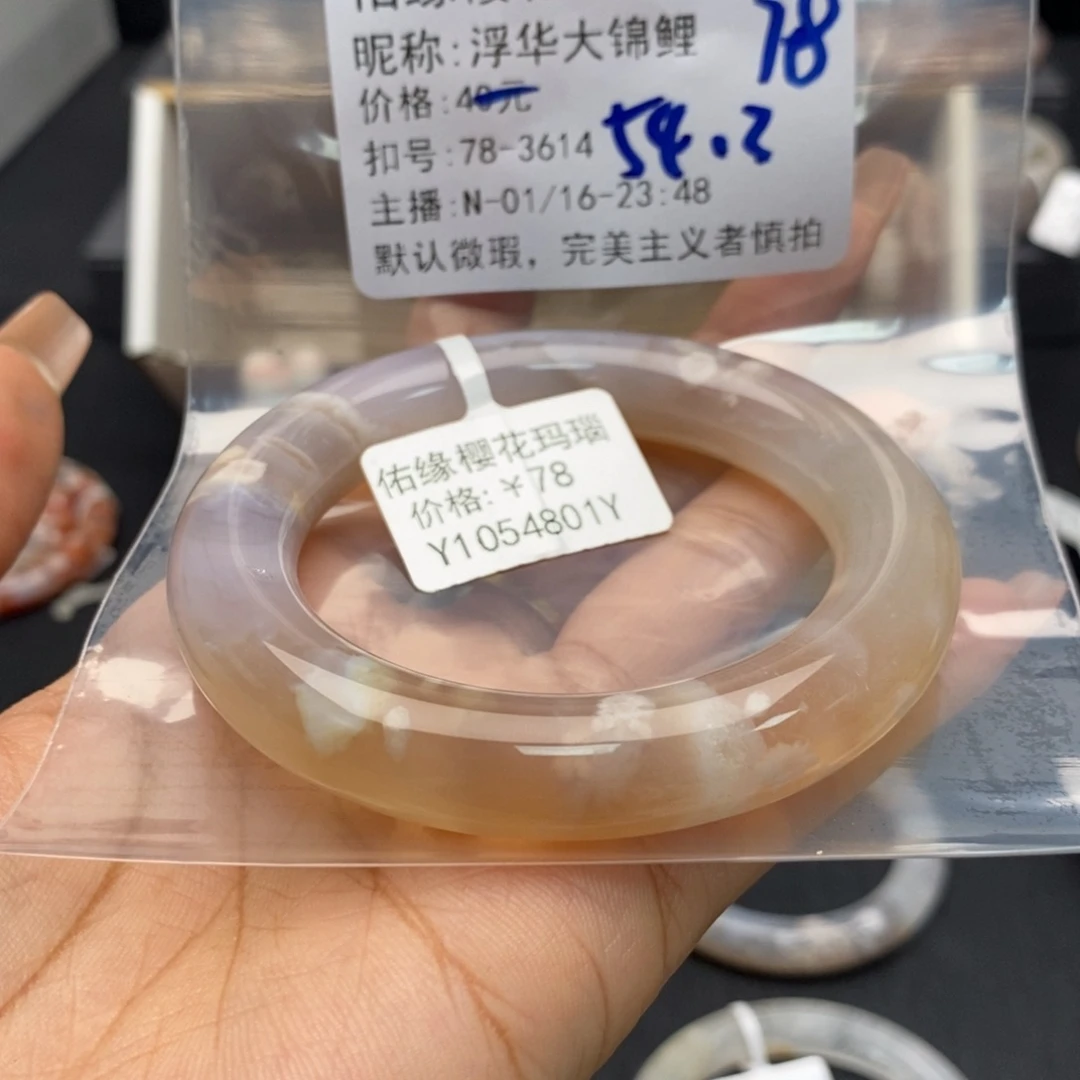 昵称:浮华大锦鲤
78
价格:40元
扣号:78-3614
54.2
主播:N-01/16-23:48
默认微瑕，完美主义者慎拍
佑缘樱花玛瑙
价格:￥78
Y1054801Y